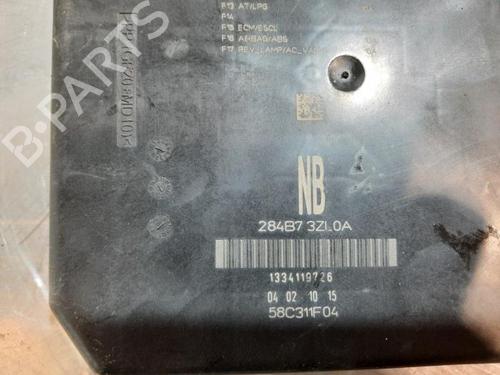 F13 AT/LPG
F14
F15 ECM/ESCL
F16 AIRBAG/ABS
B-PARTS
NB
284B7 3ZL0A
1334119726
04 02 10 15
58C311F04